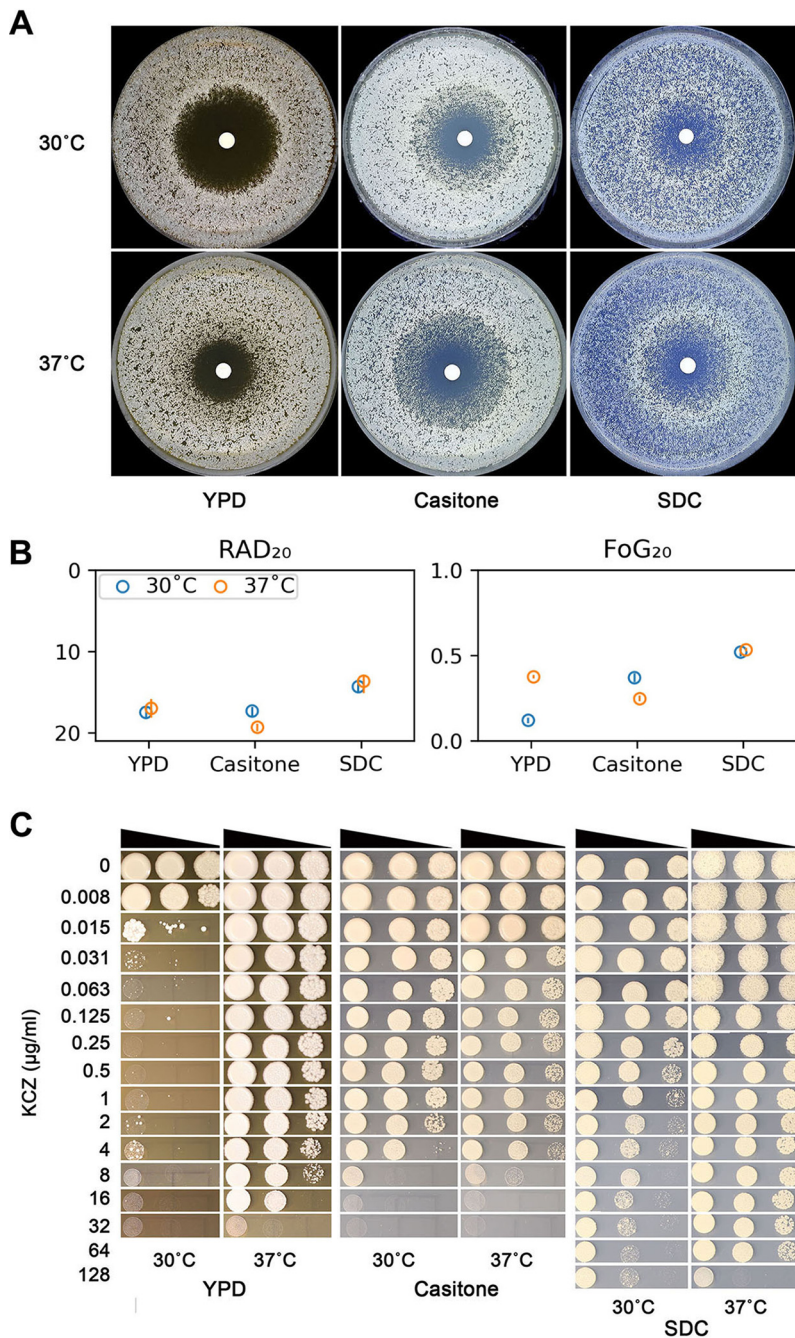 A
30°C
37°C
YPD Casitone SDC
B
RAD₂₀ FoG₂₀
0 1.0
30°C 37°C
10 0.5
20 0.0
YPD Casitone SDC YPD Casitone SDC
C
KCZ (µg/ml)
0
0.008
0.015
0.031
0.063
0.125
0.25
0.5
1
2
4
8
16
32
64
128
30°C 37°C 30°C 37°C
YPD Casitone
30°C 37°C
SDC